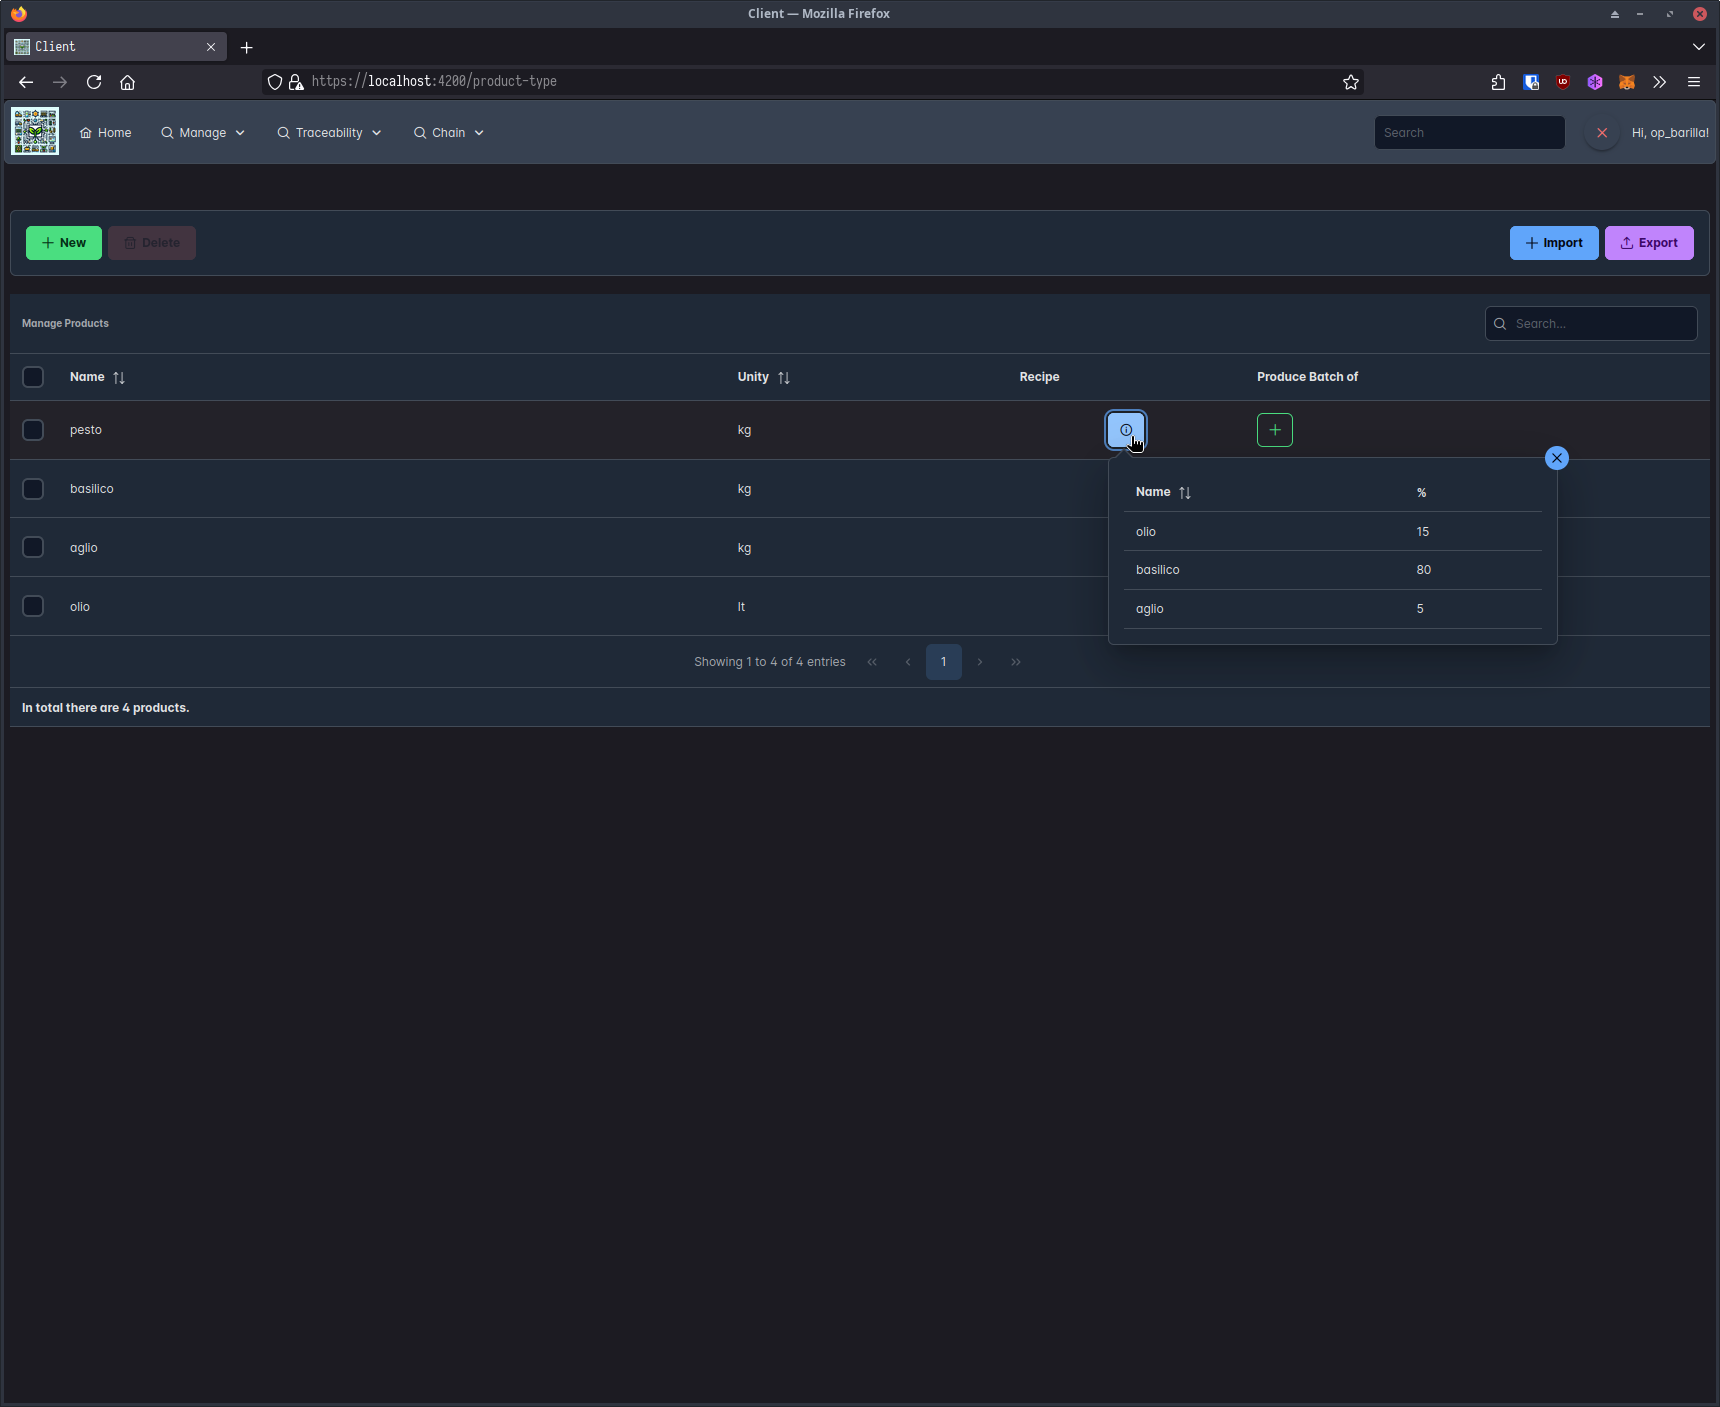 Client — Mozilla Firefox
Client
https://localhost:4200/product-type
Home Manage Traceability Chain Search Hi, op_barilla!
New Delete Import Export
Manage Products Search...
Name Unity Recipe Produce Batch of
pesto kg
basilico kg
aglio kg
olio lt
Name %
olio 15
basilico 80
aglio 5
Showing 1 to 4 of 4 entries « ‹ 1 › »
In total there are 4 products.